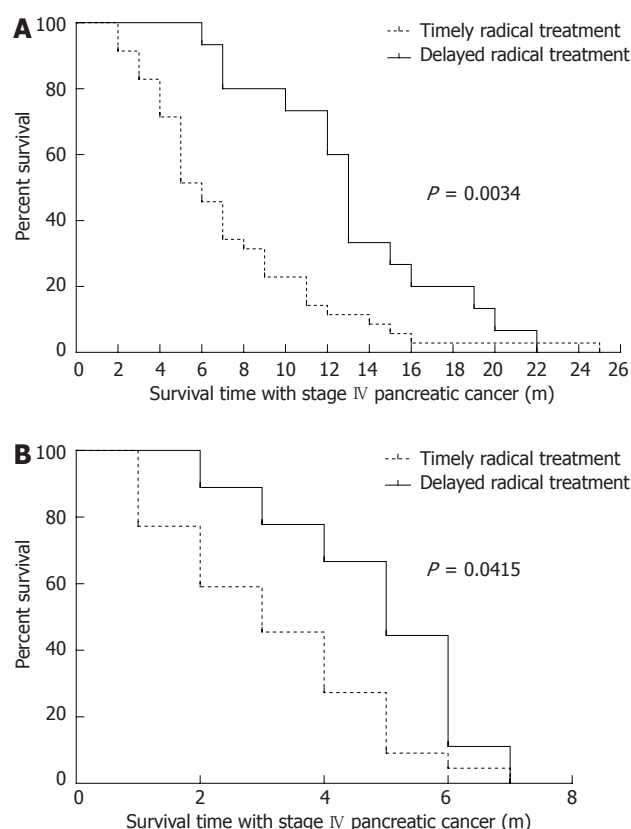 A
Percent survival
100
80
60
40
20
0
Timely radical treatment
Delayed radical treatment
P = 0.0034
0 2 4 6 8 10 12 14 16 18 20 22 24 26
Survival time with stage Ⅳ pancreatic cancer (m)
B
Percent survival
100
80
60
40
20
0
Timely radical treatment
Delayed radical treatment
P = 0.0415
2 4 6 8
Survival time with stage Ⅳ pancreatic cancer (m)